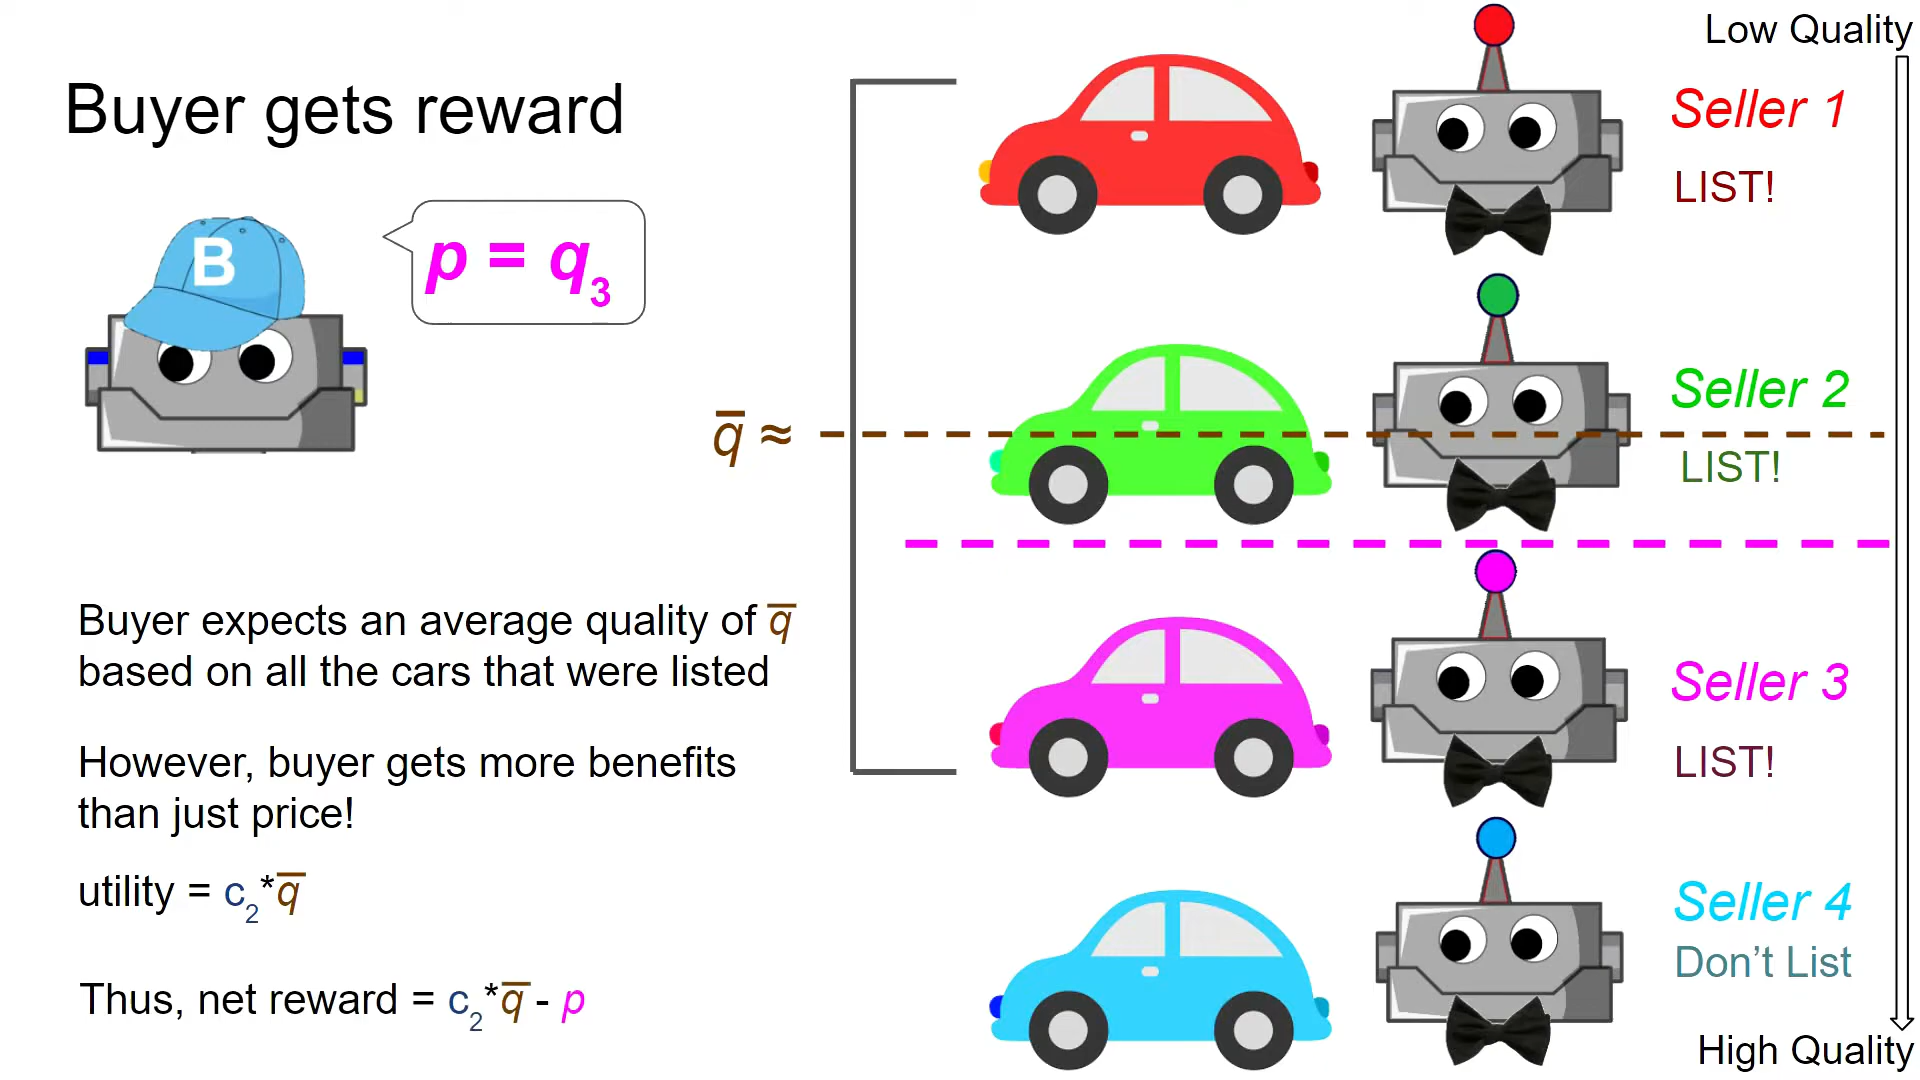 Buyer gets reward
B
p = q₃
q̅ ≈
Buyer expects an average quality of q̅
based on all the cars that were listed
However, buyer gets more benefits
than just price!
utility = c₂*q̅
Thus, net reward = c₂*q̅ - p
Low Quality
Seller 1
LIST!
Seller 2
LIST!
Seller 3
LIST!
Seller 4
Don’t List
High Quality